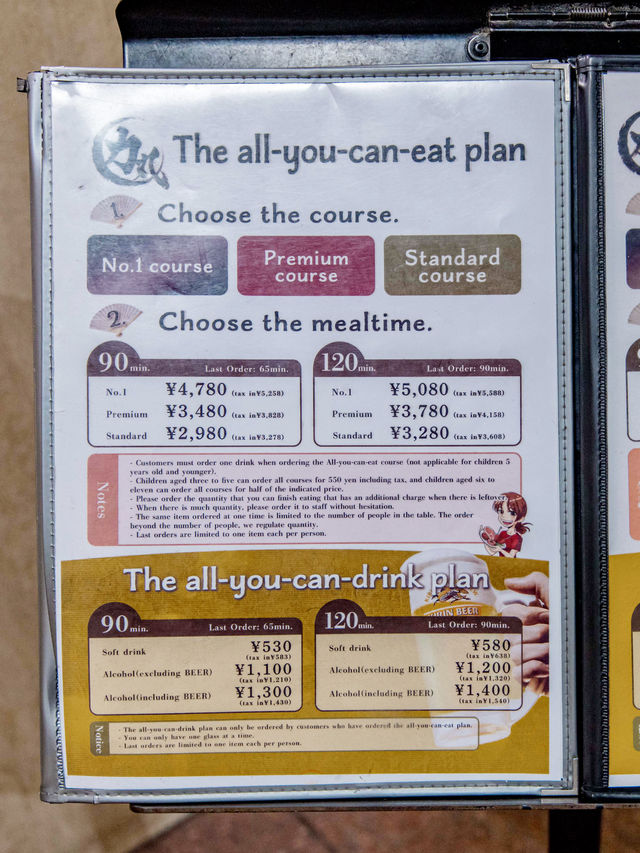 The all-you-can-eat plan
1. Choose the course.
No.1 course
Premium course
Standard course
2. Choose the mealtime.
90min. Last Order: 65min.
No.1 ¥4,780 (tax in¥5,258)
Premium ¥3,480 (tax in¥3,828)
Standard ¥2,980 (tax in¥3,278)
120min. Last Order: 90min.
No.1 ¥5,080 (tax in¥5,588)
Premium ¥3,780 (tax in¥4,158)
Standard ¥3,280 (tax in¥3,608)
Notes
- Customers must order one drink when ordering the All-you-can-eat course (not applicable for children 5
years old and younger).
- Children aged three to five can order all courses for 550 yen including tax, and children aged six to
eleven can order all courses for half of the indicated price.
- Please order the quantity that you can finish eating that has an additional charge when there is leftover
- When there is much quantity, please order it to staff without hesitation.
- The same item ordered at one time is limited to the number of people in the table. The order
beyond the number of people, we regulate quantity.
- Last orders are limited to one item each per person.
The all-you-can-drink plan
KIRIN BEER
90min. Last Order: 65min.
Soft drink ¥530
(tax in¥583)
Alcohol(excluding BEER) ¥1,100
(tax in¥1,210)
Alcohol(including BEER) ¥1,300
(tax in¥1,430)
120min. Last Order: 90min.
Soft drink ¥580
(tax in¥638)
Alcohol(excluding BEER) ¥1,200
(tax in¥1,320)
Alcohol(including BEER) ¥1,400
(tax in¥1,540)
Notice
- The all-you-can-drink plan can only be ordered by customers who have ordered the all-you-can-eat plan.
- You can only have one glass at a time.
- Last orders are limited to one item each per person.